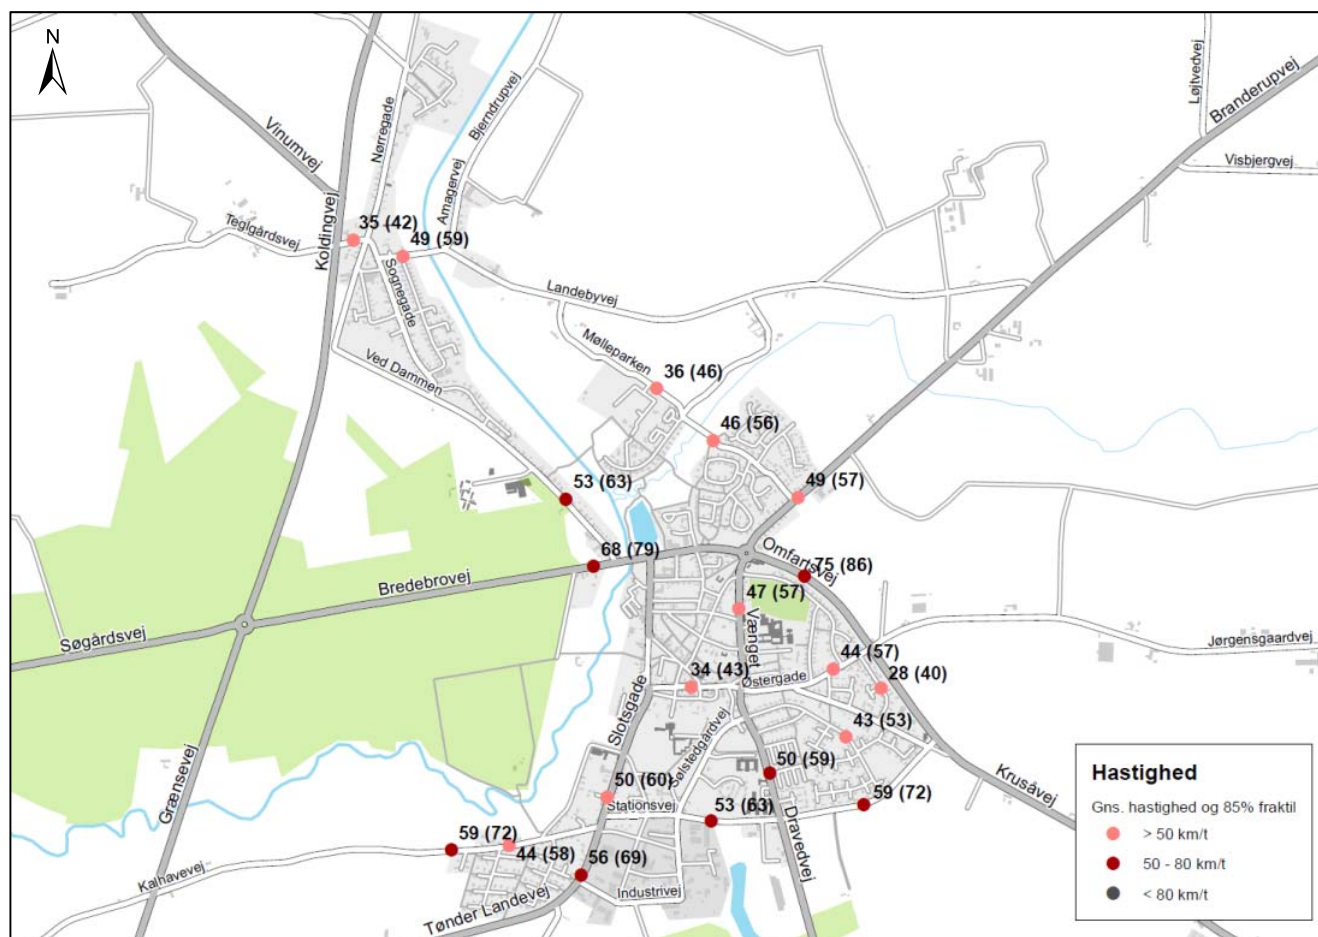 N
Løjtvedvej
Branderupvej
Bjerndrupvej
Vinumvej
Nørregade
Visbjergvej
Amagervej
Koldingvej
Teglgårdsvej
35 (42)
49 (59)
Sognegade
Landebyvej
Mølleparken
Ved Dammen
36 (46)
46 (56)
53 (63)
49 (57)
Omfartsvej
68 (79)
75 (86)
Bredebrovej
47 (57)
Vænget
Søgårdsvej
Jørgensgaardvej
44 (57)
34 (43)
Østergade
28 (40)
Slotsgade
Sølstedgårdvej
43 (53)
Grænsevej
50 (59)
Krusåvej
50 (60)
Stationsvej
53 (63)
59 (72)
Dravedvej
59 (72)
44 (58)
56 (69)
Kalhavevej
Industrivej
Tønder Landevej
Hastighed
Gns. hastighed og 85% fraktil
> 50 km/t
50 - 80 km/t
< 80 km/t